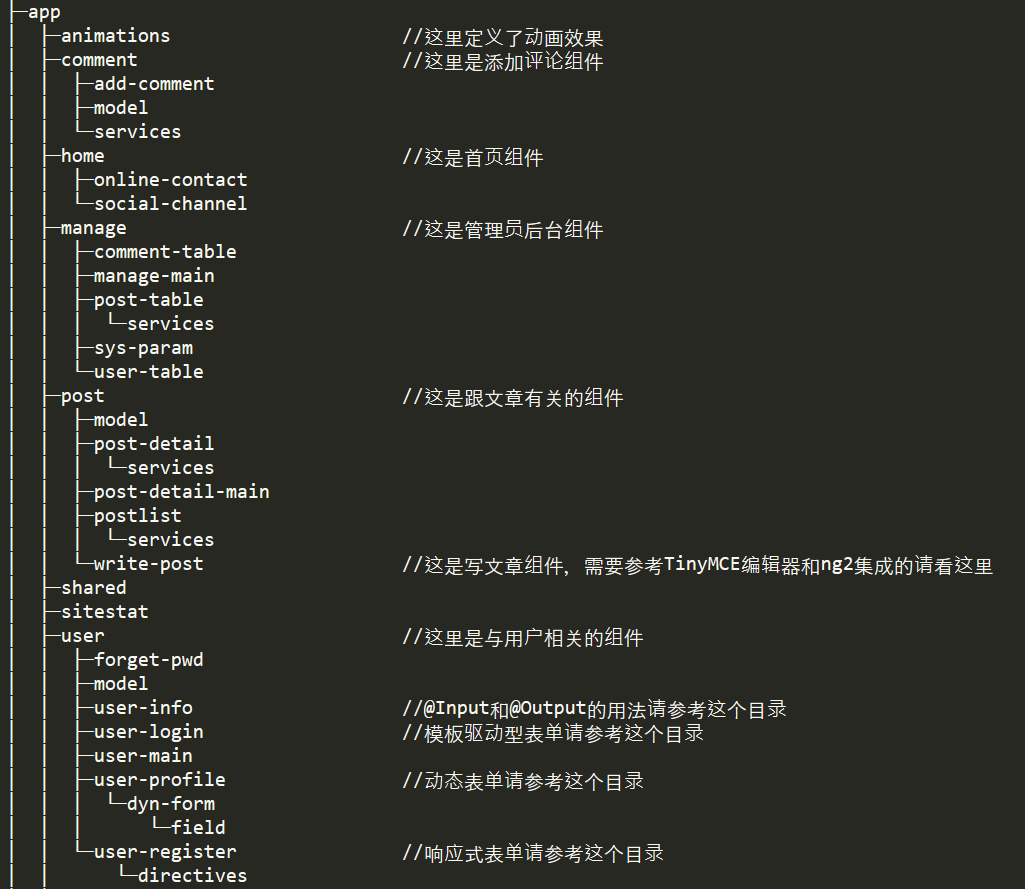 ├─app
│  ├─animations                    //这里定义了动画效果
│  ├─comment                       //这里是添加评论组件
│  │  ├─add-comment
│  │  ├─model
│  │  └─services
│  ├─home                          //这是首页组件
│  │  ├─online-contact
│  │  └─social-channel
│  ├─manage                        //这是管理员后台组件
│  │  ├─comment-table
│  │  ├─manage-main
│  │  ├─post-table
│  │  │  └─services
│  │  ├─sys-param
│  │  └─user-table
│  ├─post                          //这是跟文章有关的组件
│  │  ├─model
│  │  ├─post-detail
│  │  │  └─services
│  │  ├─post-detail-main
│  │  ├─postlist
│  │  │  └─services
│  │  └─write-post                 //这是写文章组件，需要参考TinyMCE编辑器和ng2集成的请看这里
│  ├─shared
│  ├─sitestat
│  ├─user                          //这里是与用户相关的组件
│  │  ├─forget-pwd
│  │  ├─model
│  │  ├─user-info                  //@Input和@Output的用法请参考这个目录
│  │  ├─user-login                 //模板驱动型表单请参考这个目录
│  │  ├─user-main
│  │  ├─user-profile               //动态表单请参考这个目录
│  │  │  └─dyn-form
│  │  │      └─field
│  │  └─user-register              //响应式表单请参考这个目录
│  │      └─directives